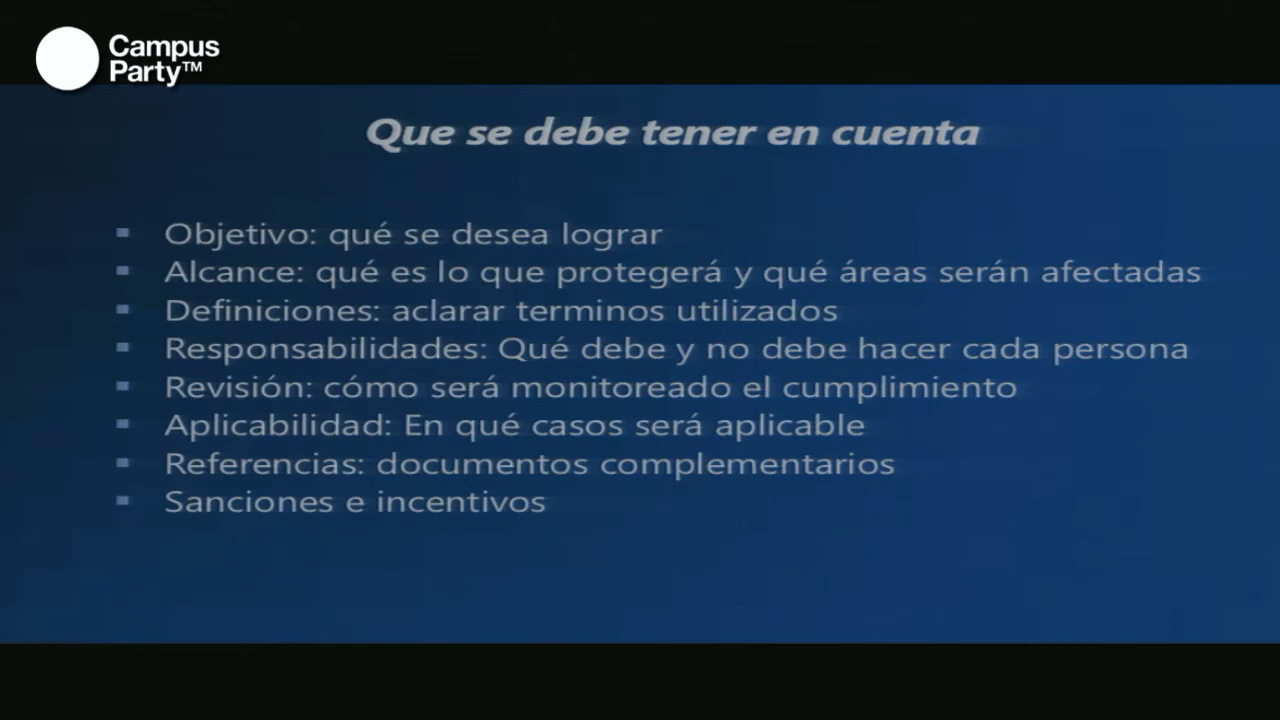 Campus
Party™
Que se debe tener en cuenta
Objetivo: qué se desea lograr
Alcance: qué es lo que protegerá y qué áreas serán afectadas
Definiciones: aclarar terminos utilizados
Responsabilidades: Qué debe y no debe hacer cada persona
Revisión: cómo será monitoreado el cumplimiento
Aplicabilidad: En qué casos será aplicable
Referencias: documentos complementarios
Sanciones e incentivos